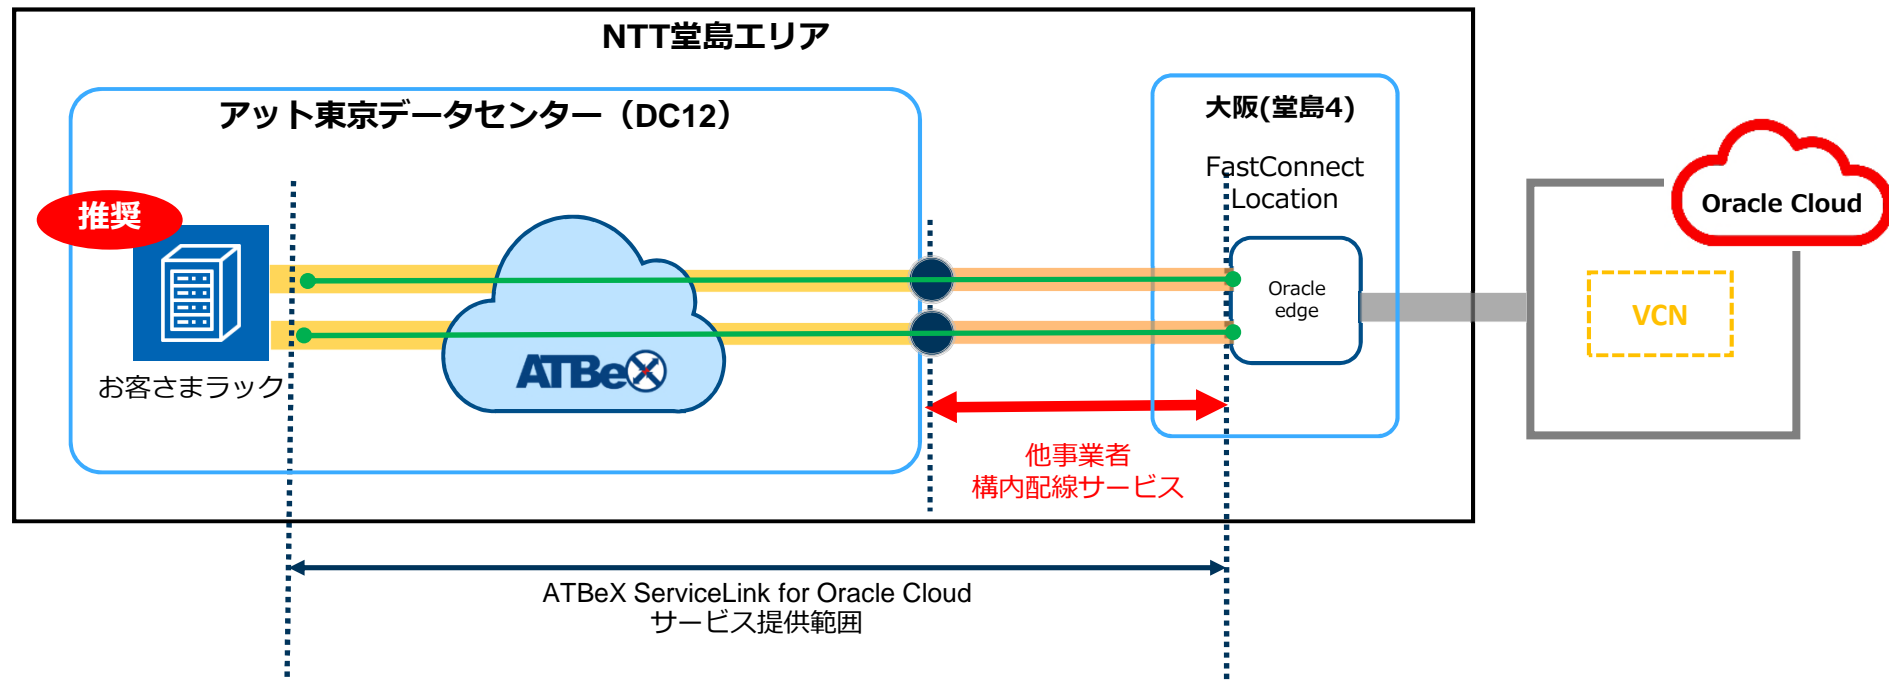 NTT堂島エリア
アット東京データセンター（DC12）
大阪(堂島4)
FastConnect
Location
推奨
Oracle Cloud
Oracle
edge
VCN
ATBeX
お客さまラック
他事業者
構内配線サービス
ATBeX ServiceLink for Oracle Cloud
サービス提供範囲